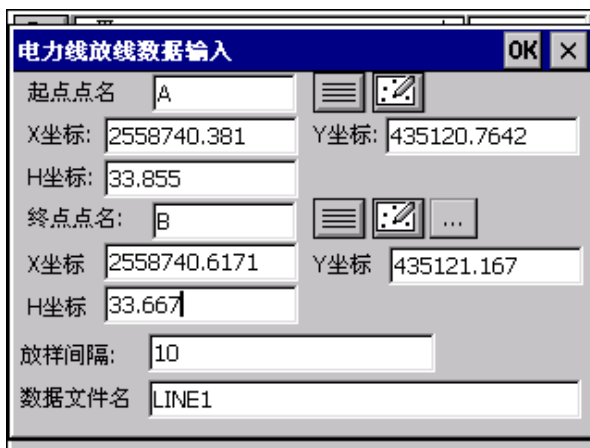 电力线放线数据输入 OK ×
起点点名 A
X坐标: 2558740.381 Y坐标: 435120.7642
H坐标: 33.855
终点点名: B ...
X坐标 2558740.6171 Y坐标 435121.167
H坐标 33.667
放样间隔: 10
数据文件名 LINE1